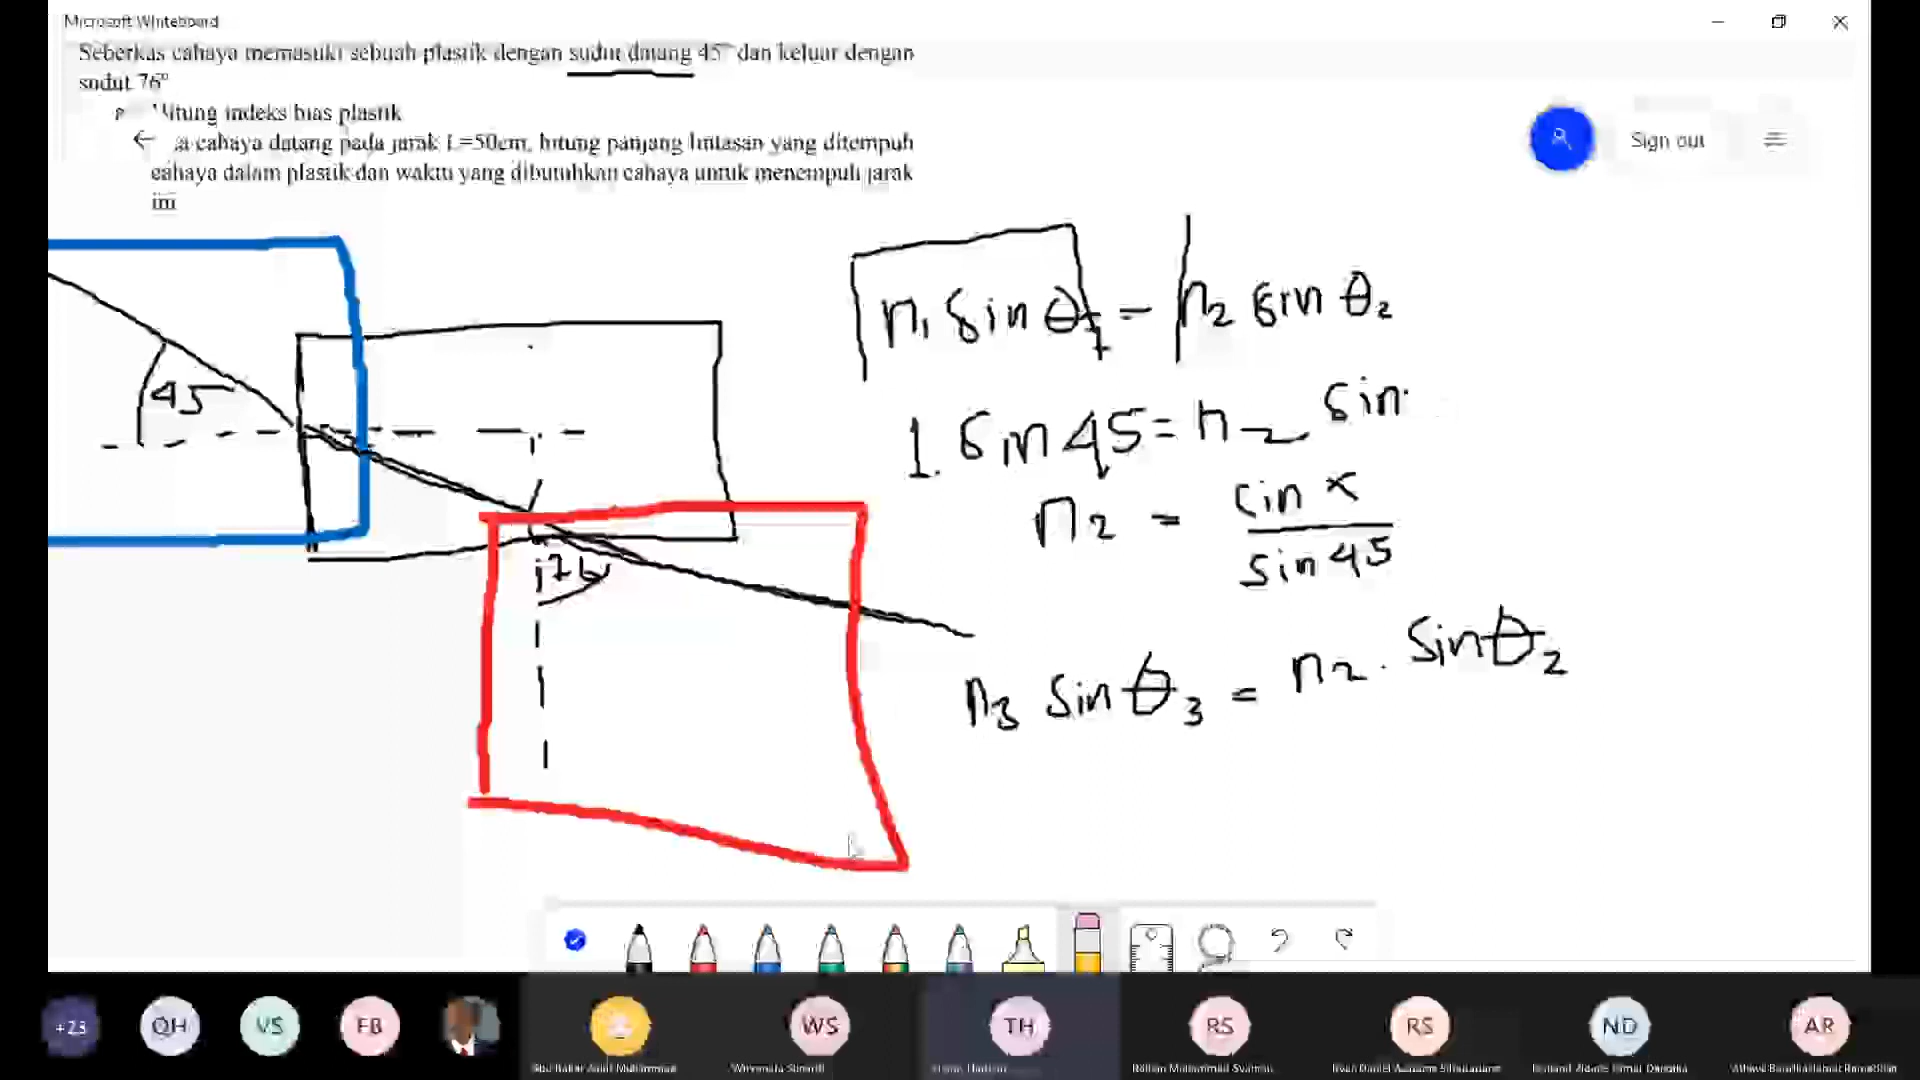 Microsoft Whiteboard
Seberkas cahaya memasuki sebuah plastik dengan sudut datang 45° dan keluar dengan
sudut 76°
itung indeks bias plastik
a cahaya datang pada jarak L=50cm, hitung panjang lintasan yang ditempuh
cahaya dalam plastik dan waktu yang dibutuhkan cahaya untuk menempuh jarak
ini
Sign out
45
76
n1 sin θ1 = n2 sin θ2
1. sin 45 = n2 sin
n2 = sin x / sin 45
n3 sin θ3 = n2 . sin θ2
+23
QH
VS
FB
WS
TH
RS
RS
ND
AR